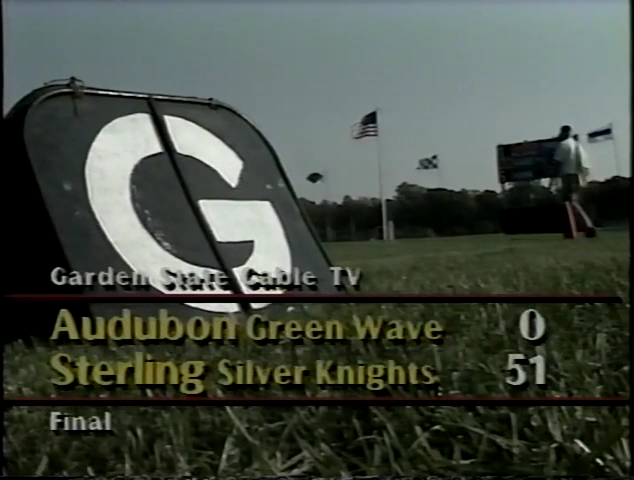 G
Garden State Cable TV
Audubon Green Wave 0
Sterling Silver Knights 51
Final